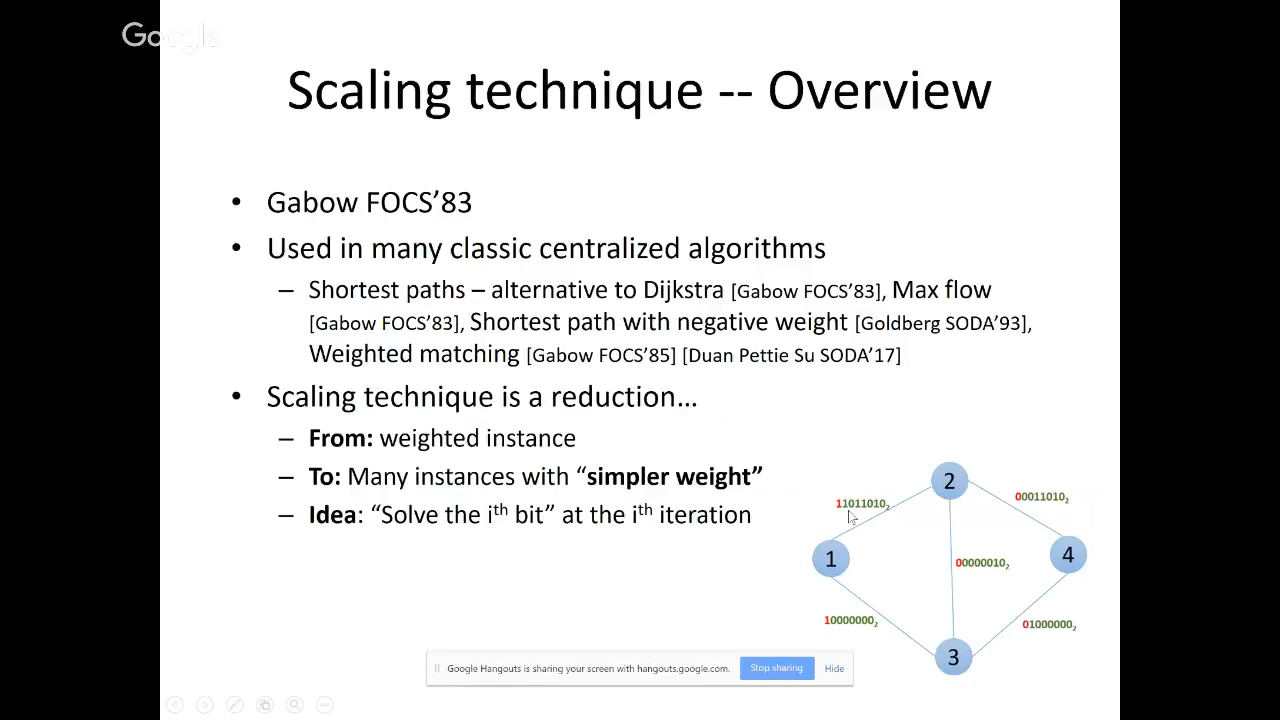 Google
Scaling technique -- Overview
• Gabow FOCS’83
• Used in many classic centralized algorithms
– Shortest paths – alternative to Dijkstra [Gabow FOCS’83], Max flow
[Gabow FOCS’83], Shortest path with negative weight [Goldberg SODA’93],
Weighted matching [Gabow FOCS’85] [Duan Pettie Su SODA’17]
• Scaling technique is a reduction…
– From: weighted instance
– To: Many instances with “simpler weight”
– Idea: “Solve the ith bit” at the ith iteration
2
11011010₂
00011010₂
1
00000010₂
4
10000000₂
01000000₂
3
Google Hangouts is sharing your screen with hangouts.google.com.
Stop sharing
Hide